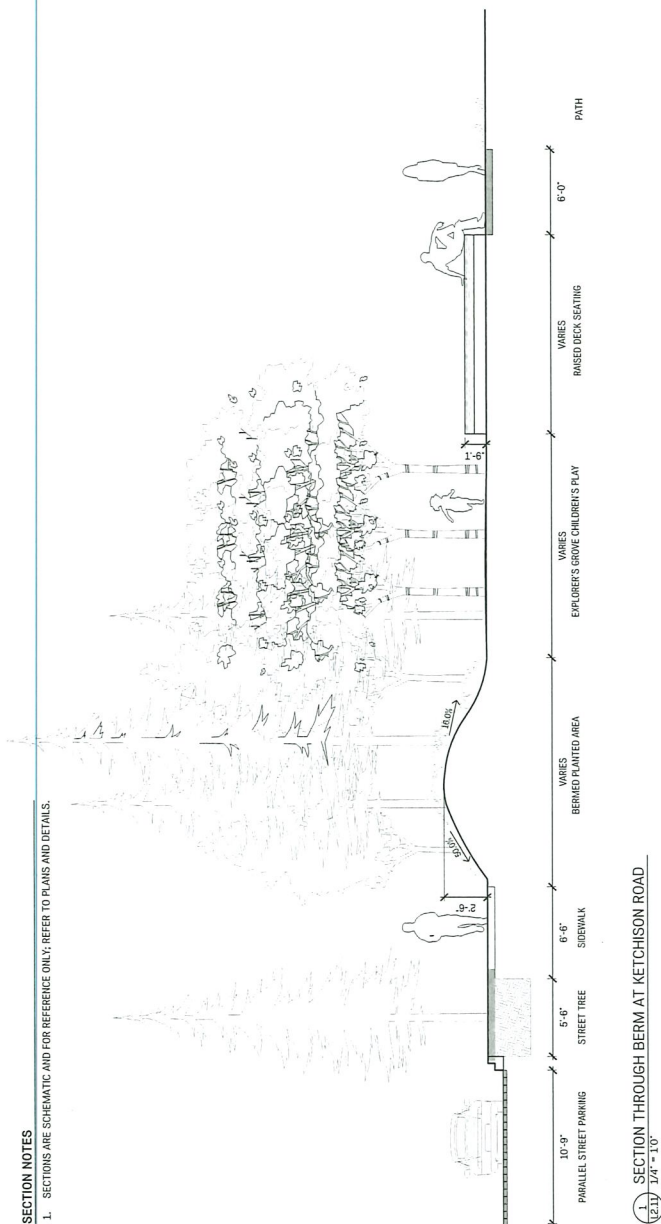 SECTION NOTES
1. SECTIONS ARE SCHEMATIC AND FOR REFERENCE ONLY; REFER TO PLANS AND DETAILS.
50.0%
16.0%
2'-6"
1'-6"
10'-9"
PARALLEL STREET PARKING
5'-6"
STREET TREE
6'-6"
SIDEWALK
VARIES
BERMED PLANTED AREA
VARIES
EXPLORER'S GROVE CHILDREN'S PLAY
VARIES
RAISED DECK SEATING
6'-0"
PATH
1
L2.11
SECTION THROUGH BERM AT KETCHISON ROAD
1/4" = 1'0"